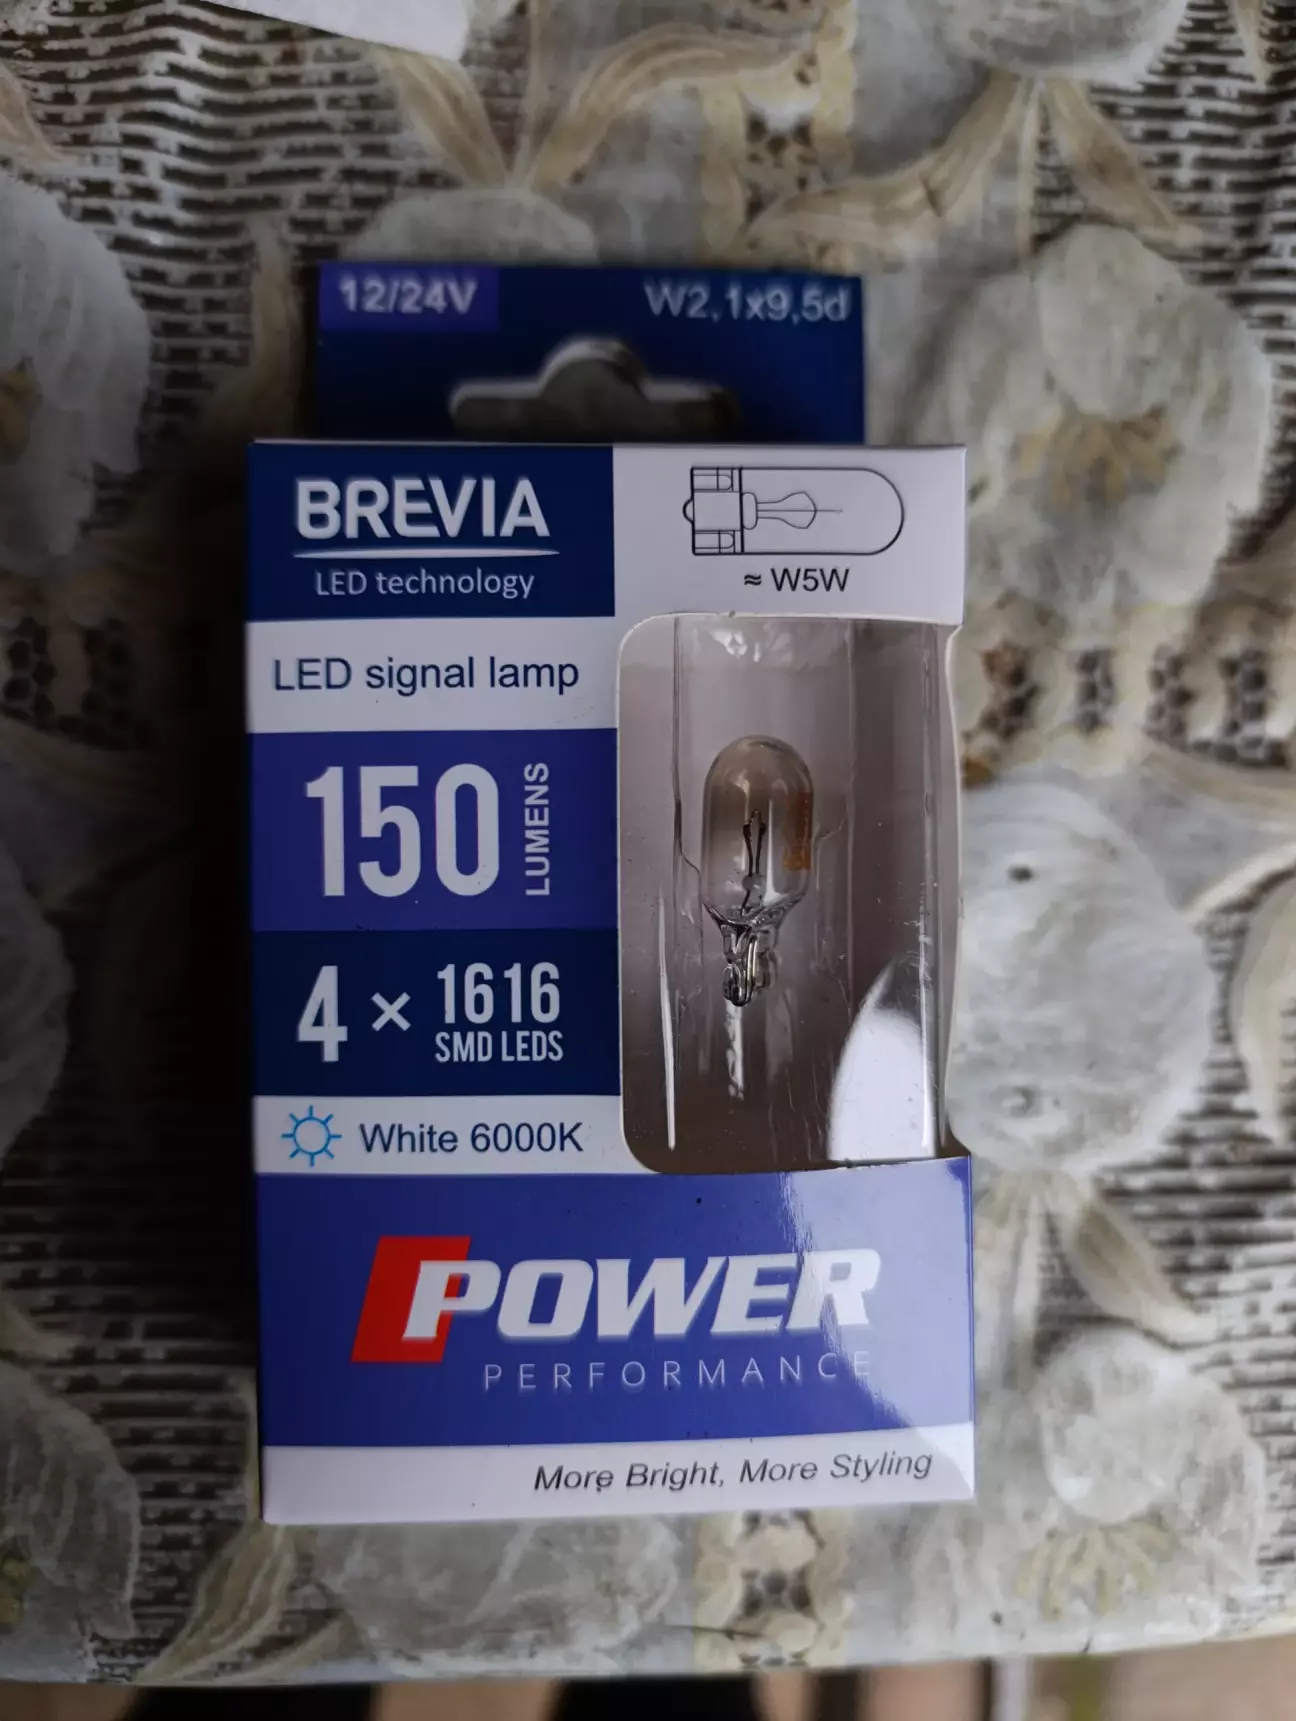 12/24V W2,1x9,5d
BREVIA
LED technology
≈ W5W
LED signal lamp
150 LUMENS
4 × 1616
SMD LEDS
White 6000K
POWER
PERFORMANCE
More Bright, More Styling